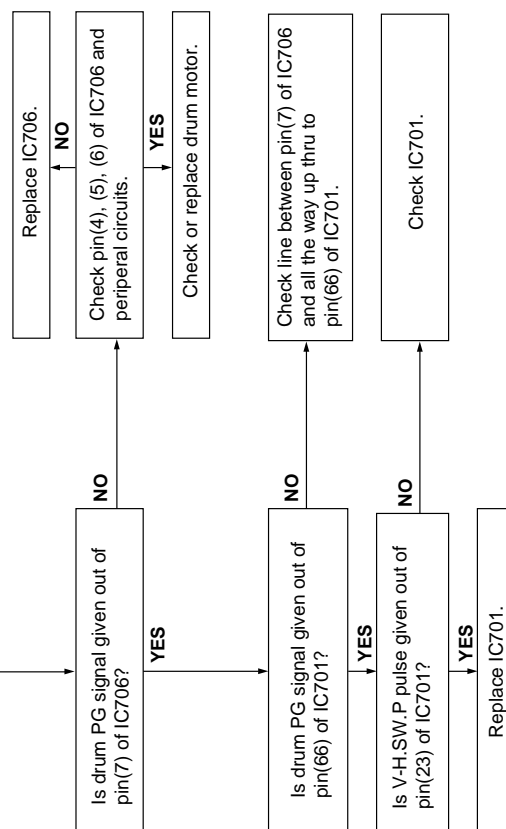 Is drum PG signal given out of
pin(7) of IC706?
NO
YES
Replace IC706.
NO
Check pin(4), (5), (6) of IC706 and
periperal circuits.
YES
Check or replace drum motor.
Is drum PG signal given out of
pin(66) of IC701?
NO
YES
Check line between pin(7) of IC706
and all the way up thru to
pin(66) of IC701.
Is V-H.SW.P pulse given out of
pin(23) of IC701?
NO
YES
Check IC701.
Replace IC701.